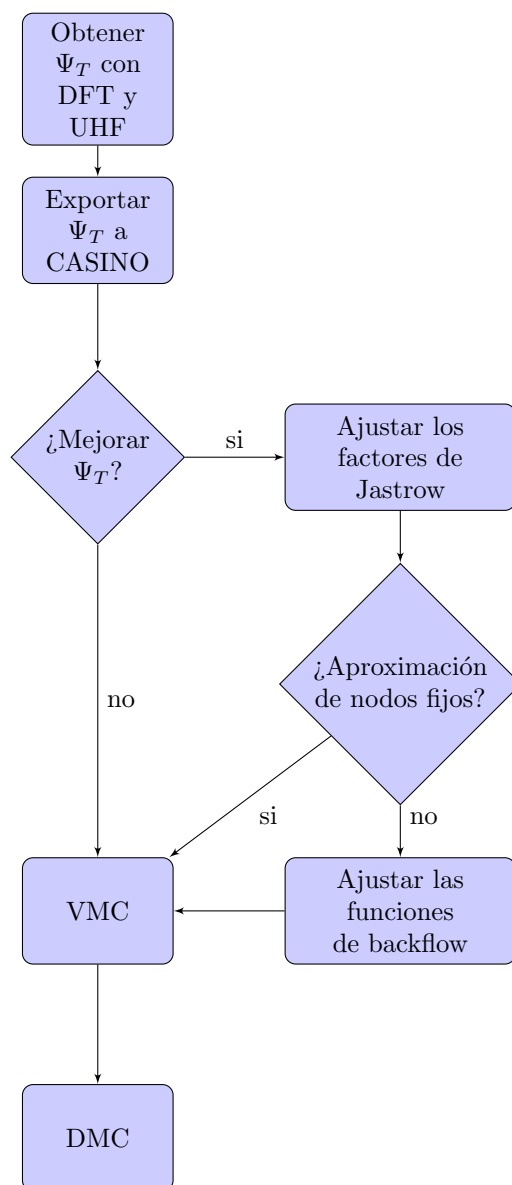 Obtener
Ψ_T con
DFT y
UHF
Exportar
Ψ_T a
CASINO
¿Mejorar
Ψ_T?
si
Ajustar los
factores de
Jastrow
¿Aproximación
de nodos fijos?
no
si
no
VMC
Ajustar las
funciones
de backflow
DMC